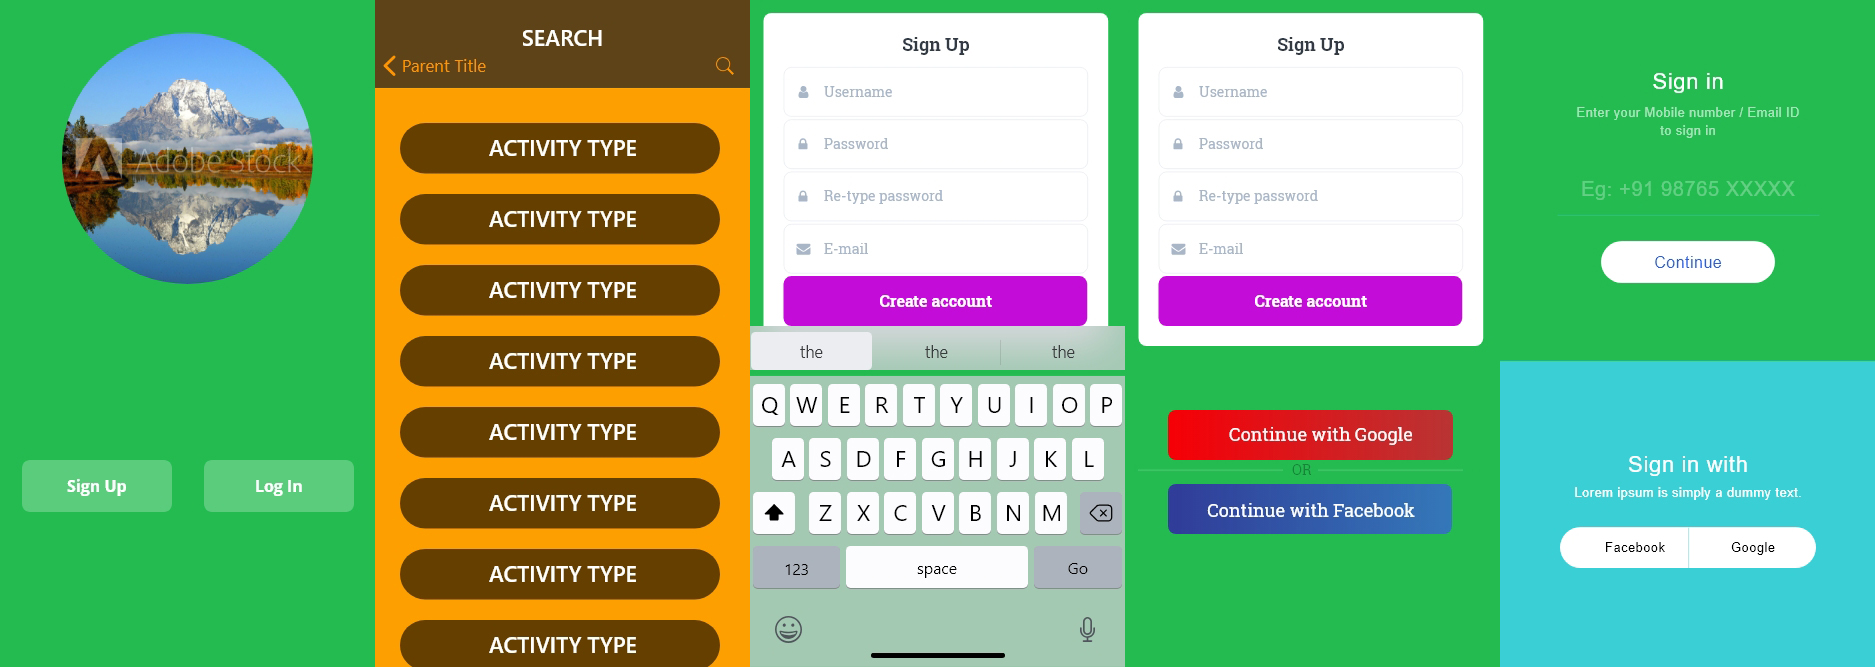 Adobe Stock
Sign Up
Log In
SEARCH
Parent Title
ACTIVITY TYPE
ACTIVITY TYPE
ACTIVITY TYPE
ACTIVITY TYPE
ACTIVITY TYPE
ACTIVITY TYPE
ACTIVITY TYPE
ACTIVITY TYPE
Sign Up
Username
Password
Re-type password
E-mail
Create account
the the the
Q W E R T Y U I O P
A S D F G H J K L
Z X C V B N M
123 space Go
Sign Up
Username
Password
Re-type password
E-mail
Create account
Continue with Google
OR
Continue with Facebook
Sign in
Enter your Mobile number / Email ID
to sign in
Eg: +91 98765 XXXXX
Continue
Sign in with
Lorem ipsum is simply a dummy text.
Facebook Google